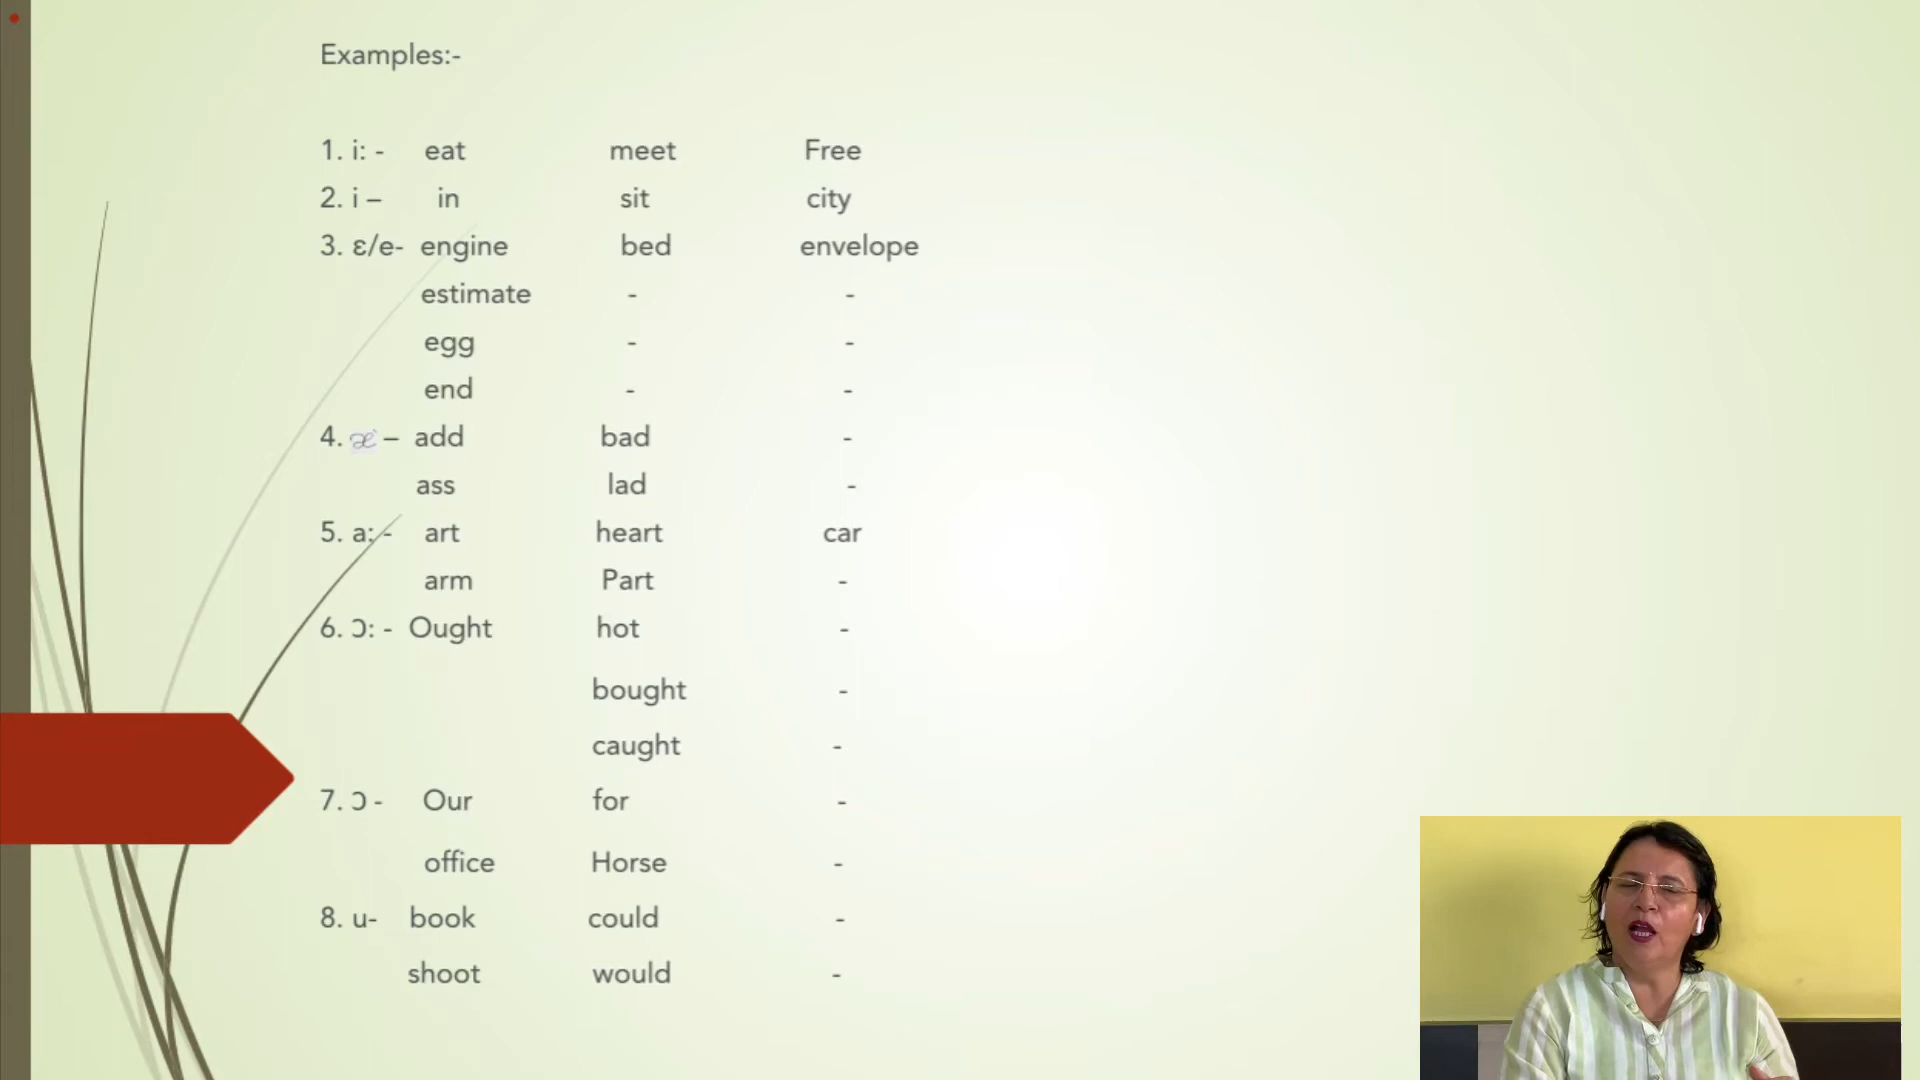 Examples:-
1. i: - eat meet Free
2. i – in sit city
3. ɛ/e- engine bed envelope
estimate - -
egg - -
end - -
4. æ – add bad -
ass lad -
5. a: - art heart car
arm Part -
6. ɔ: - Ought hot -
bought -
caught -
7. ɔ - Our for -
office Horse -
8. u- book could -
shoot would -